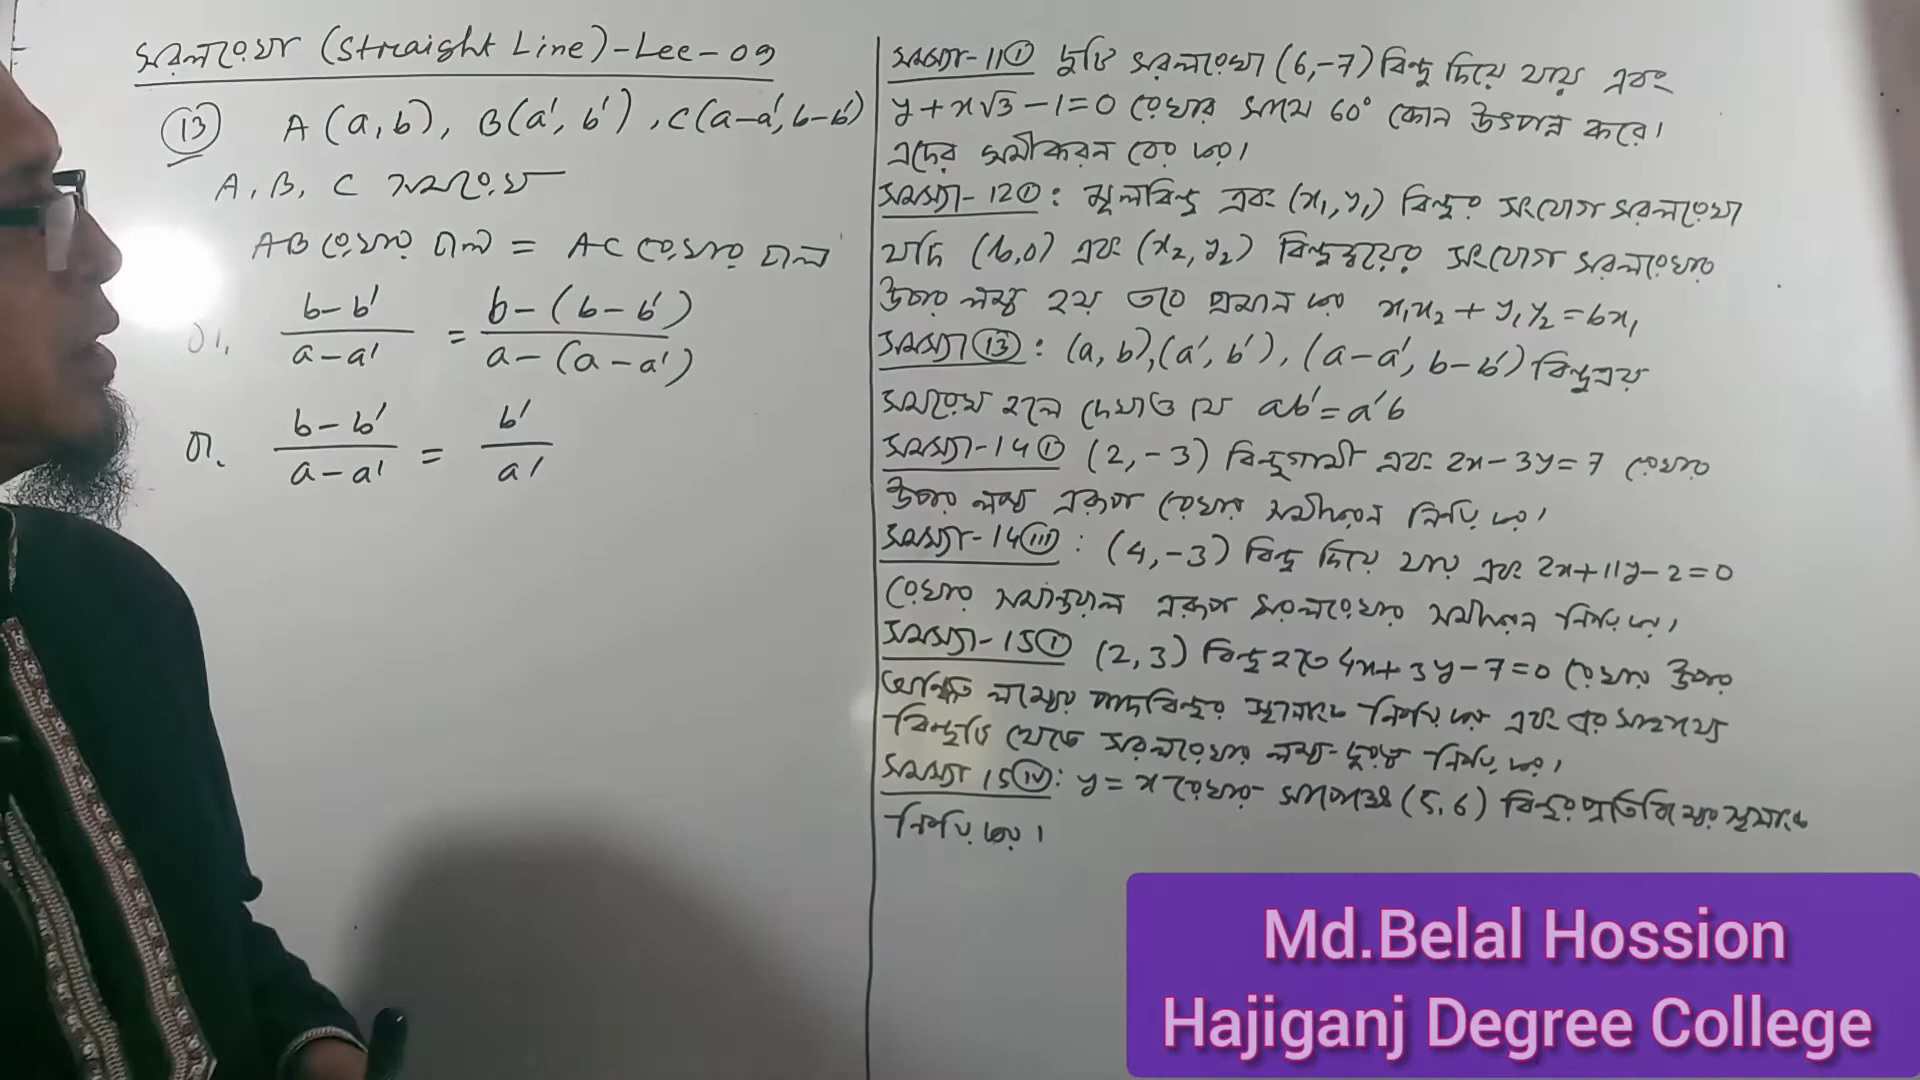 সরলরেখা (Straight Line)-Lec-09
13 A(a,b), B(a′, b′), C(a-a′, b-b′)
A, B, C সমরেখ
AB রেখার ঢাল = AC রেখার ঢাল
বা, (b-b′)/(a-a′) = (b-(b-b′))/(a-(a-a′))
বা, (b-b′)/(a-a′) = b′/a′
সমস্যা-11(i) দুটি সরলরেখা (6,-7) বিন্দু দিয়ে যায় এবং
y+x√3-1=0 রেখার সাথে 60° কোন উৎপন্ন করে।
এদের সমীকরন বের কর।
সমস্যা-12(i): মূলবিন্দু এবং (x₁,y₁) বিন্দুর সংযোগ সরলরেখা
যদি (b,0) এবং (x₂,y₂) বিন্দুদ্বয়ের সংযোগ সরলরেখার
উপর লম্ব হয় তবে প্রমান কর x₁x₂+y₁y₂=bx₁
সমস্যা(13): (a,b),(a′,b′),(a-a′,b-b′) বিন্দুত্রয়
সমরেখ হলে দেখাও যে ab′=a′b
সমস্যা-14(i) (2,-3) বিন্দুগামী এবং 2x-3y=7 রেখার
উপর লম্ব এরূপ রেখার সমীকরন নির্ণয় কর।
সমস্যা-14(iii): (4,-3) বিন্দু দিয়ে যায় এবং 2x+11y-2=0
রেখার সমান্তরাল এরূপ সরলরেখার সমীকরন নির্ণয় কর।
সমস্যা-15(i) (2,3) বিন্দু হতে 4x+3y-7=0 রেখার উপর
অঙ্কিত লম্বের পাদবিন্দুর স্থানাংক নির্ণয় কর এবং এর সাহায্যে
বিন্দুটি থেকে সরলরেখার লম্ব-দূরত্ব নির্ণয় কর।
সমস্যা 15(iv): y=x রেখার সাপেক্ষে (5,6) বিন্দুর প্রতিবিম্বের স্থানাংক
নির্ণয় কর।
Md.Belal Hossion
Hajiganj Degree College